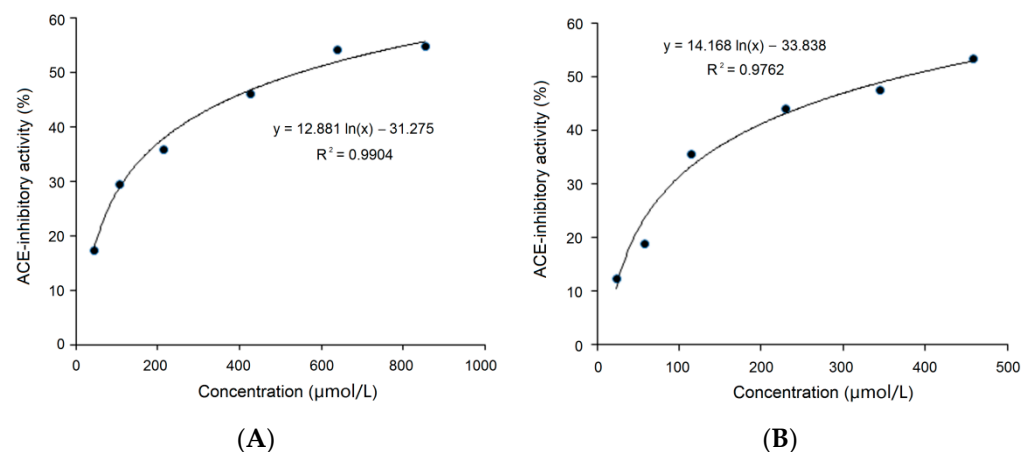 60
50
40
30
20
10
0
0
200
400
600
800
1000
ACE-inhibitory activity (%)
Concentration (µmol/L)
y = 12.881 ln(x) − 31.275
R² = 0.9904
(A)
60
50
40
30
20
10
0
0
100
200
300
400
500
ACE-inhibitory activity (%)
Concentration (µmol/L)
y = 14.168 ln(x) − 33.838
R² = 0.9762
(B)